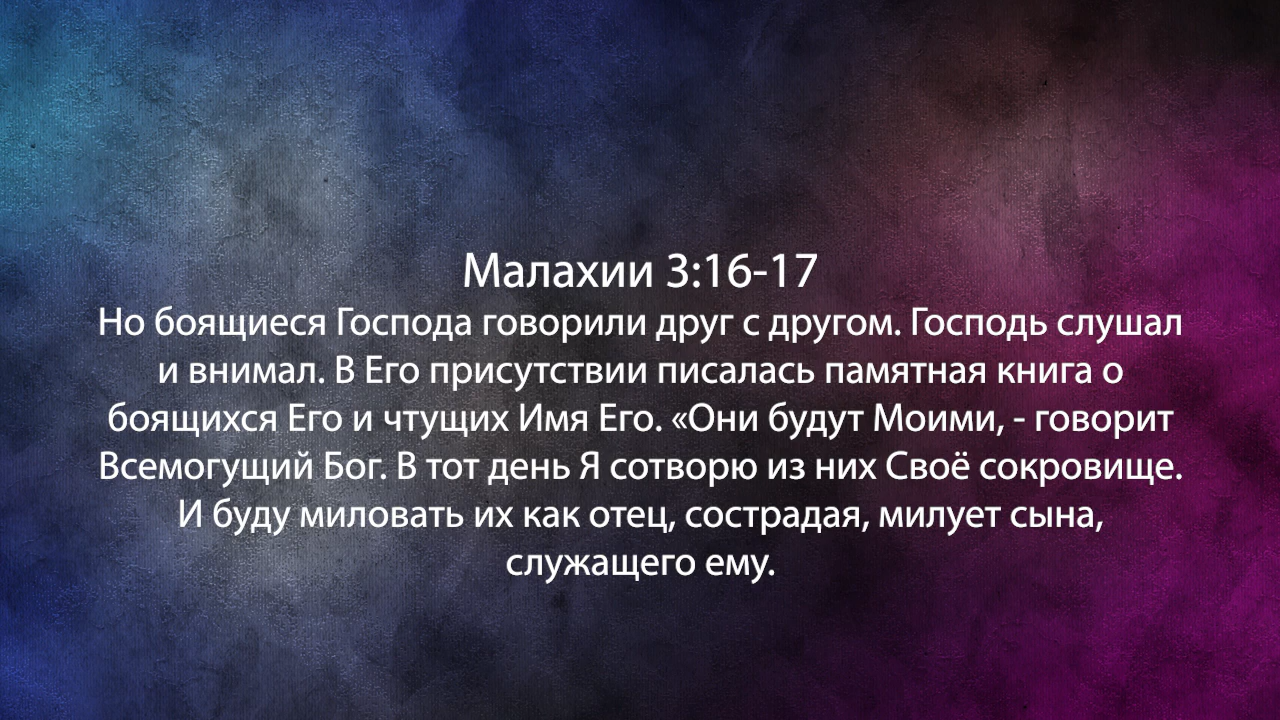 Малахии 3:16-17
Но боящиеся Господа говорили друг с другом. Господь слушал
и внимал. В Его присутствии писалась памятная книга о
боящихся Его и чтущих Имя Его. «Они будут Моими, - говорит
Всемогущий Бог. В тот день Я сотворю из них Своё сокровище.
И буду миловать их как отец, сострадая, милует сына,
служащего ему.